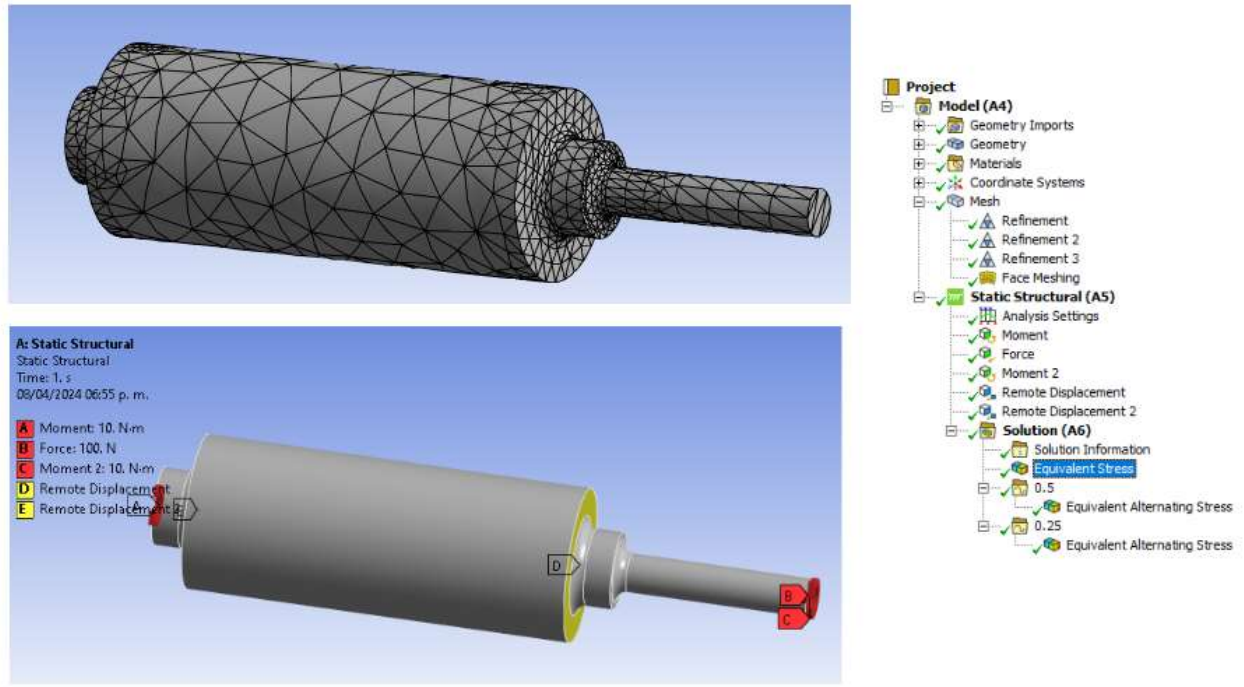 Project
Model (A4)
Geometry Imports
Geometry
Materials
Coordinate Systems
Mesh
Refinement
Refinement 2
Refinement 3
Face Meshing
Static Structural (A5)
Analysis Settings
Moment
Force
Moment 2
Remote Displacement
Remote Displacement 2
Solution (A6)
Solution Information
Equivalent Stress
0.5
Equivalent Alternating Stress
0.25
Equivalent Alternating Stress
A: Static Structural
Static Structural
Time: 1. s
08/04/2024 06:55 p. m.
A Moment: 10. N·m
B Force: 100. N
C Moment 2: 10. N·m
D Remote Displacement
E Remote Displacement
A
D
B
C